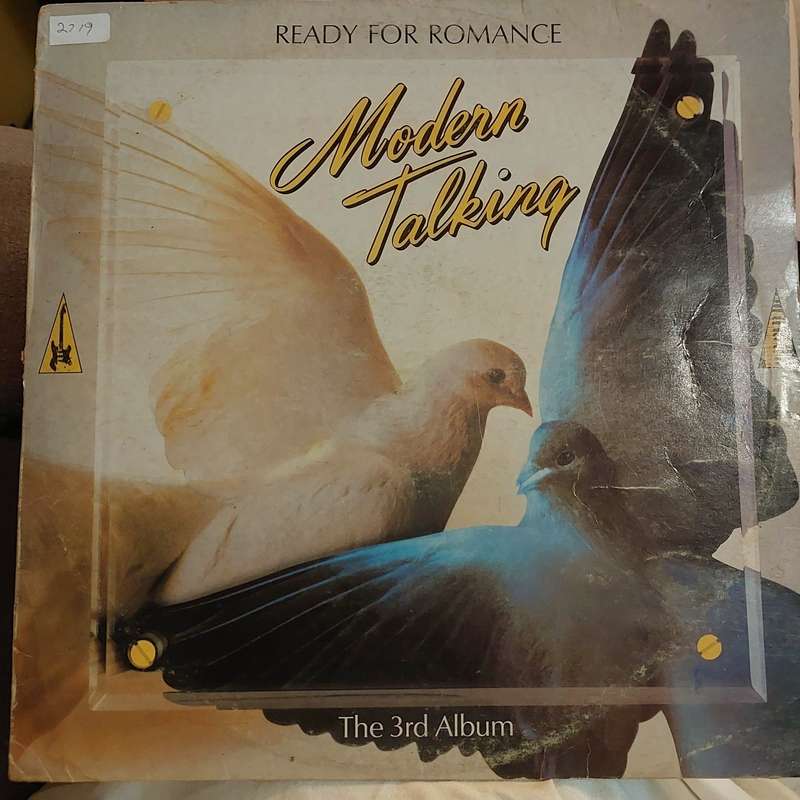 2719
READY FOR ROMANCE
Modern
Talking
The 3rd Album